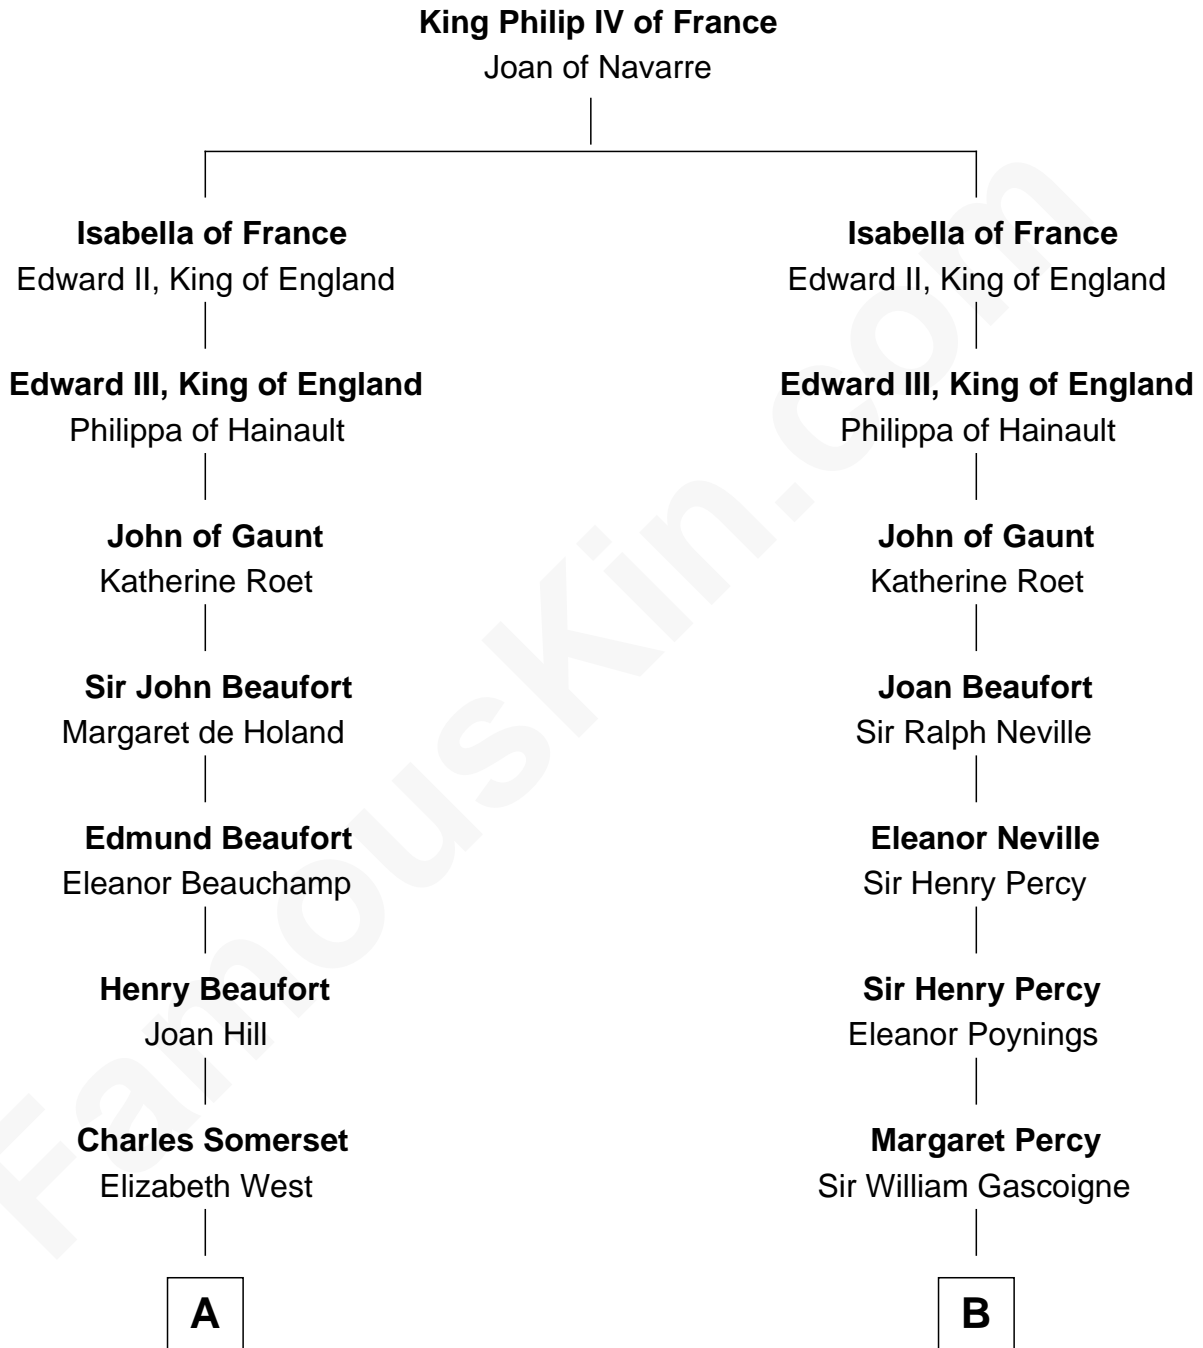 King Philip IV of France
Joan of Navarre
Isabella of France
Edward II, King of England
Edward III, King of England
Philippa of Hainault
John of Gaunt
Katherine Roet
Sir John Beaufort
Margaret de Holand
Edmund Beaufort
Eleanor Beauchamp
Henry Beaufort
Joan Hill
Charles Somerset
Elizabeth West
A
Isabella of France
Edward II, King of England
Edward III, King of England
Philippa of Hainault
John of Gaunt
Katherine Roet
Joan Beaufort
Sir Ralph Neville
Eleanor Neville
Sir Henry Percy
Sir Henry Percy
Eleanor Poynings
Margaret Percy
Sir William Gascoigne
B
FamousKin.com